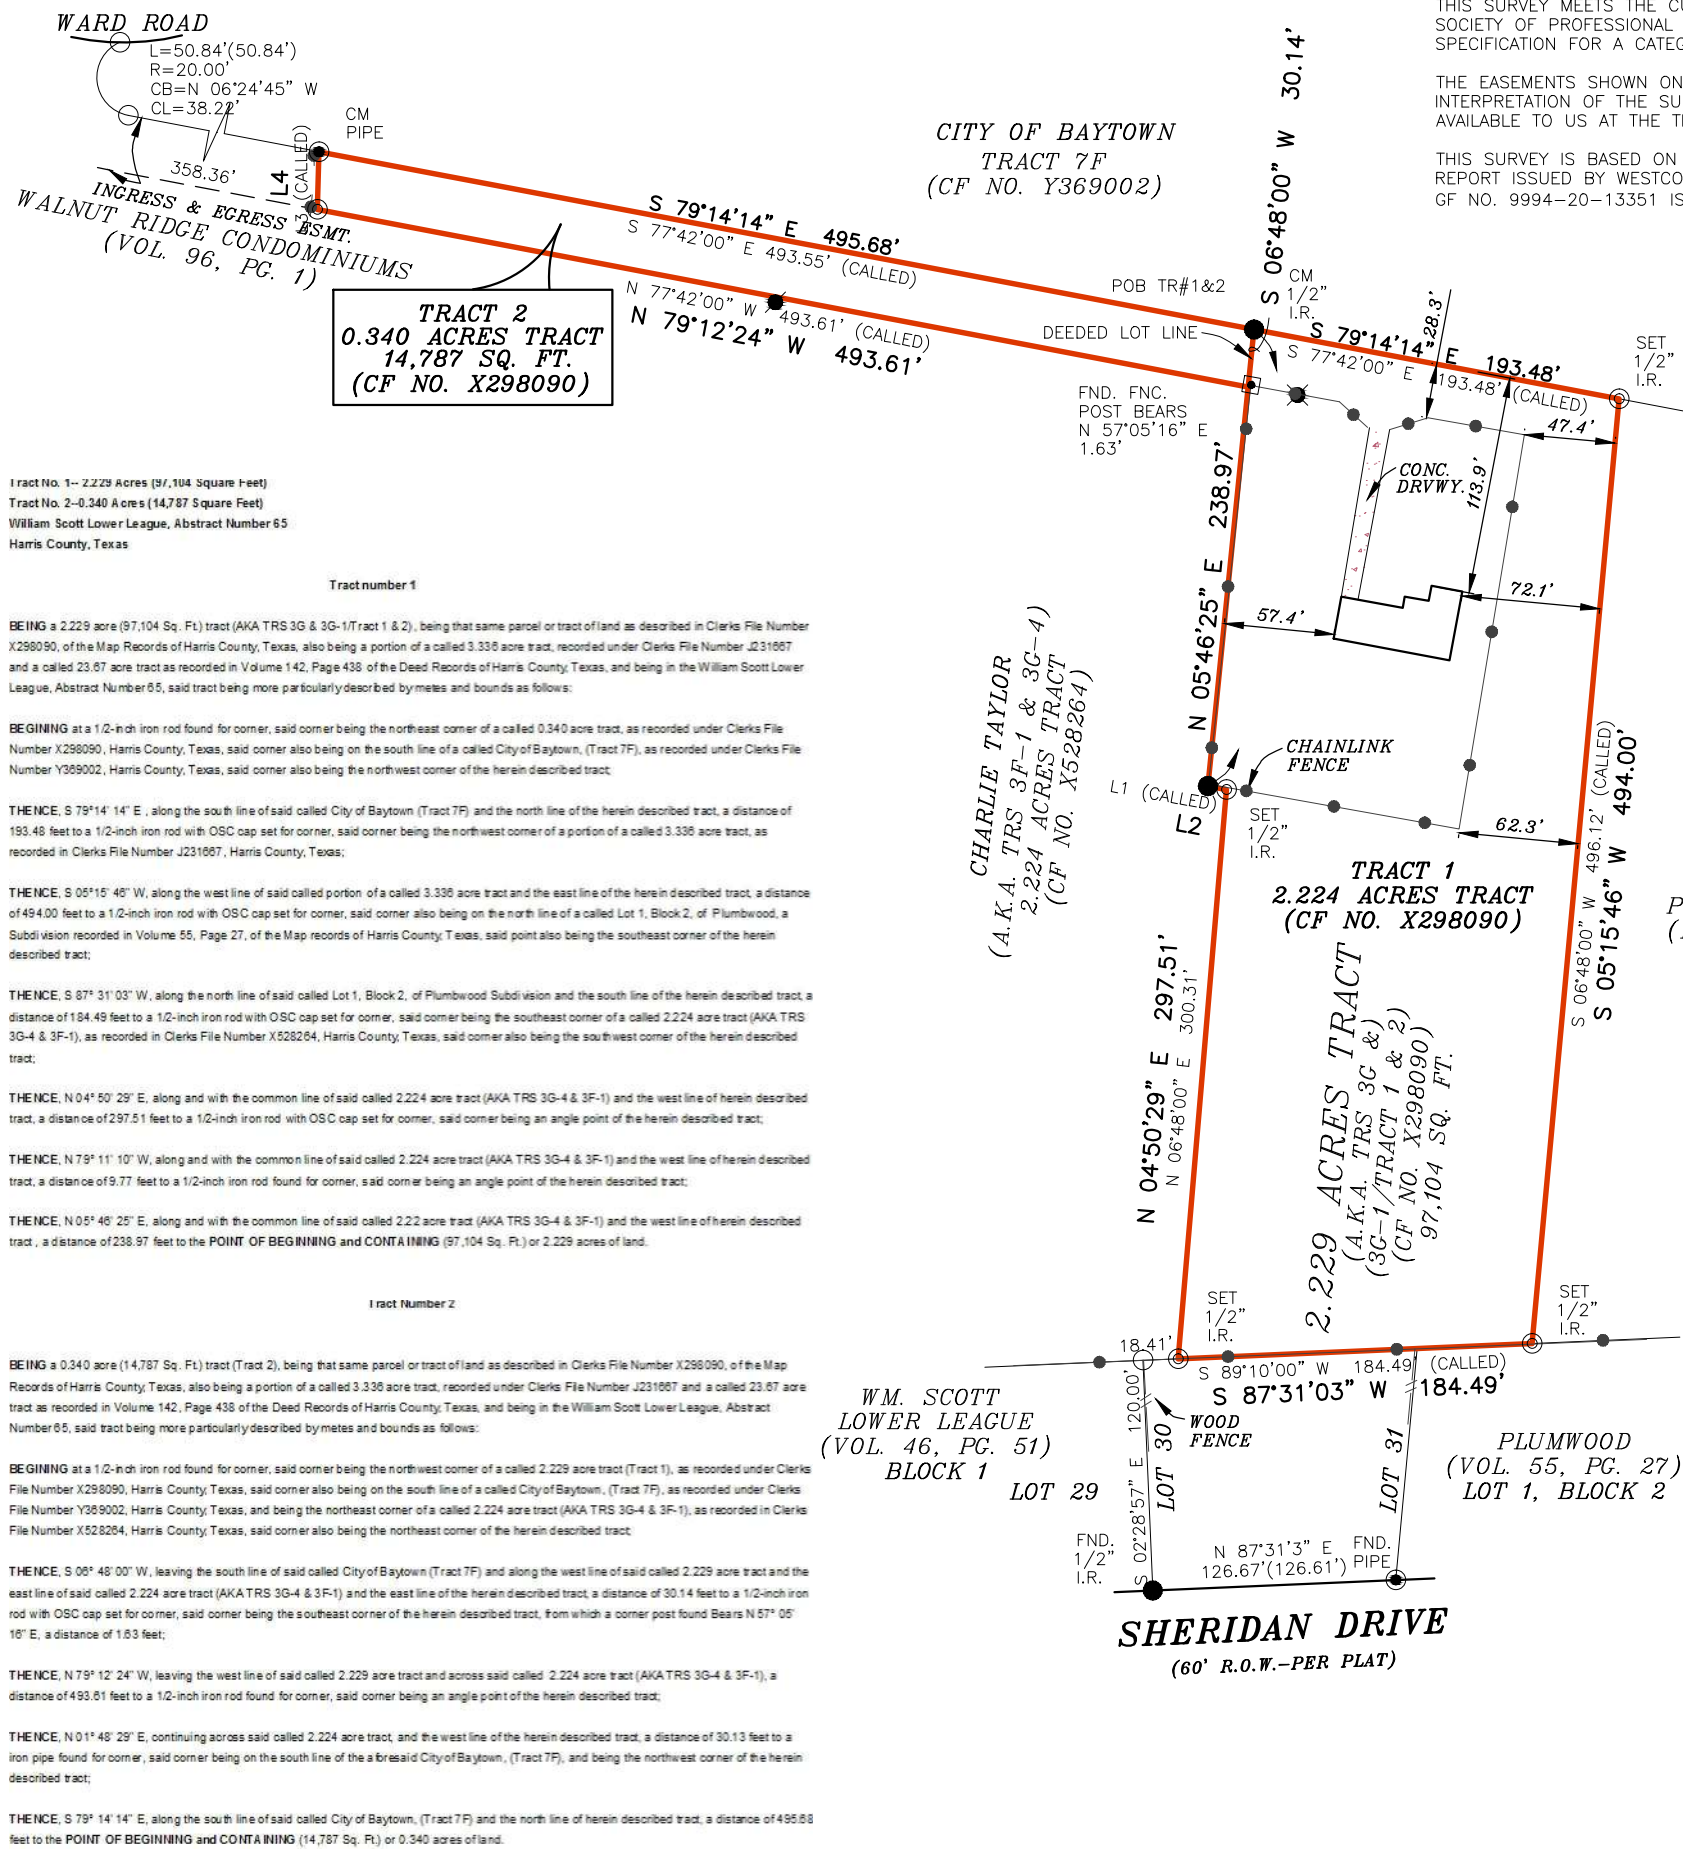 WARD ROAD
L=50.84'(50.84')
R=20.00'
CB=N 06°24'45" W
CL=38.22'
CM
PIPE
358.36'
L4
(CALLED)
INGRESS & EGRESS ESMT.
WALNUT RIDGE CONDOMINIUMS
(VOL. 96, PG. 1)
TRACT 2
0.340 ACRES TRACT
14,787 SQ. FT.
(CF NO. X298090)
S 79°14'14" E 495.68'
S 77°42'00" E 493.55' (CALLED)
N 77°42'00" W 493.61' (CALLED)
N 79°12'24" W 493.61'
CITY OF BAYTOWN
TRACT 7F
(CF NO. Y369002)
S 06°48'00" W 30.14'
THIS SURVEY MEETS THE
SOCIETY OF PROFESSIONAL
SPECIFICATION FOR A
THE EASEMENTS SHOWN ON
INTERPRETATION OF THE
AVAILABLE TO US AT THE
THIS SURVEY IS BASED ON
REPORT ISSUED BY
GF NO. 9994-20-13351
POB TR#1&2
CM
1/2"
I.R.
DEEDED LOT LINE
S 79°14'14" E 193.48'
S 77°42'00" E 193.48' (CALLED)
28.3'
SET
1/2"
I.R.
FND. FNC.
POST BEARS
N 57°05'16" E
1.63'
47.4'
CONC.
DRVWY.
113.9'
72.1'
57.4'
N 05°46'25" E 238.97'
CHARLIE TAYLOR
(A.K.A. TRS 3F-1 & 3G-4)
2.224 ACRES TRACT
(CF NO. X528264)
CHAINLINK
FENCE
L1 (CALLED)
L2
SET
1/2"
I.R.
62.3'
TRACT 1
2.224 ACRES TRACT
(CF NO. X298090)
S 06°48'00" W 496.12' (CALLED)
S 05°15'46" W 494.00'
N 04°50'29" E 297.51'
N 06°48'00" E 300.31'
2.229 ACRES TRACT
(A.K.A. TRS 3G &)
(3G-1/TRACT 1 & 2)
(CF NO. X298090)
97,104 SQ. FT.
SET
1/2"
I.R.
SET
1/2"
I.R.
18.41'
S 89°10'00" W 184.49 (CALLED)
S 87°31'03" W 184.49'
WM. SCOTT
LOWER LEAGUE
(VOL. 46, PG. 51)
BLOCK 1
LOT 29
S 02°28'57" E 120.00'
LOT 30
WOOD
FENCE
LOT 31
PLUMWOOD
(VOL. 55, PG. 27)
LOT 1, BLOCK 2
FND.
1/2"
I.R.
N 87°31'3" E
126.67'(126.61')
FND.
PIPE
SHERIDAN DRIVE
(60' R.O.W.-PER PLAT)
Tract No. 1-- 2.229 Acres (97,104 Square Feet)
Tract No. 2--0.340 Acres (14,787 Square Feet)
William Scott Lower League, Abstract Number 65
Harris County, Texas
Tract number 1
BEING a 2.229 acre (97,104 Sq. Ft.) tract (AKA TRS 3G & 3G-1/Tract 1 & 2), being that same parcel or tract of land as described in Clerks File Number
X298090, of the Map Records of Harris County, Texas, also being a portion of a called 3.336 acre tract, recorded under Clerks File Number J231667
and a called 23.67 acre tract as recorded in Volume 142, Page 438 of the Deed Records of Harris County, Texas, and being in the William Scott Lower
League, Abstract Number 65, said tract being more particularly described by metes and bounds as follows:
BEGINING at a 1/2-inch iron rod found for corner, said corner being the northeast corner of a called 0.340 acre tract, as recorded under Clerks File
Number X298090, Harris County, Texas, said corner also being on the south line of a called City of Baytown, (Tract 7F), as recorded under Clerks File
Number Y369002, Harris County, Texas, said corner also being the northwest corner of the herein described tract;
THENCE, S 79°14' 14" E , along the south line of said called City of Baytown (Tract 7F) and the north line of the herein described tract, a distance of
193.48 feet to a 1/2-inch iron rod with OSC cap set for corner, said corner being the northwest corner of a portion of a called 3.336 acre tract, as
recorded in Clerks File Number J231667, Harris County, Texas;
THENCE, S 05°15' 46" W, along the west line of said called portion of a called 3.336 acre tract and the east line of the herein described tract, a distance
of 494.00 feet to a 1/2-inch iron rod with OSC cap set for corner, said corner also being on the north line of a called Lot 1, Block 2, of Plumbwood, a
Subdivision recorded in Volume 55, Page 27, of the Map records of Harris County, Texas, said point also being the southeast corner of the herein
described tract;
THENCE, S 87° 31' 03" W, along the north line of said called Lot 1, Block 2, of Plumbwood Subdivision and the south line of the herein described tract, a
distance of 184.49 feet to a 1/2-inch iron rod with OSC cap set for corner, said corner being the southeast corner of a called 2.224 acre tract (AKA TRS
3G-4 & 3F-1), as recorded in Clerks File Number X528264, Harris County, Texas, said corner also being the southwest corner of the herein described
tract;
THENCE, N 04° 50' 29" E, along and with the common line of said called 2.224 acre tract (AKA TRS 3G-4 & 3F-1) and the west line of herein described
tract, a distance of 297.51 feet to a 1/2-inch iron rod with OSC cap set for corner, said corner being an angle point of the herein described tract;
THENCE, N 79° 11' 10" W, along and with the common line of said called 2.224 acre tract (AKA TRS 3G-4 & 3F-1) and the west line of herein described
tract, a distance of 9.77 feet to a 1/2-inch iron rod found for corner, said corner being an angle point of the herein described tract;
THENCE, N 05° 46' 25" E, along and with the common line of said called 2.22 acre tract (AKA TRS 3G-4 & 3F-1) and the west line of herein described
tract , a distance of 238.97 feet to the POINT OF BEGINNING and CONTAINING (97,104 Sq. Ft.) or 2.229 acres of land.
Tract Number 2
BEING a 0.340 acre (14,787 Sq. Ft.) tract (Tract 2), being that same parcel or tract of land as described in Clerks File Number X298090, of the Map
Records of Harris County, Texas, also being a portion of a called 3.336 acre tract, recorded under Clerks File Number J231667 and a called 23.67 acre
tract as recorded in Volume 142, Page 438 of the Deed Records of Harris County, Texas, and being in the William Scott Lower League, Abstract
Number 65, said tract being more particularly described by metes and bounds as follows:
BEGINING at a 1/2-inch iron rod found for corner, said corner being the northwest corner of a called 2.229 acre tract (Tract 1), as recorded under Clerks
File Number X298090, Harris County, Texas, said corner also being on the south line of a called City of Baytown, (Tract 7F), as recorded under Clerks
File Number Y369002, Harris County, Texas, and being the northeast corner of a called 2.224 acre tract (AKA TRS 3G-4 & 3F-1), as recorded in Clerks
File Number X528264, Harris County, Texas, said corner also being the northeast corner of the herein described tract;
THENCE, S 06° 48' 00" W, leaving the south line of said called City of Baytown (Tract 7F) and along the west line of said called 2.229 acre tract and the
east line of said called 2.224 acre tract (AKA TRS 3G-4 & 3F-1) and the east line of the herein described tract, a distance of 30.14 feet to a 1/2-inch iron
rod with OSC cap set for corner, said corner being the southeast corner of the herein described tract, from which a corner post found Bears N 57° 05'
16" E, a distance of 1.63 feet;
THENCE, N 79° 12' 24" W, leaving the west line of said called 2.229 acre tract and across said called 2.224 acre tract (AKA TRS 3G-4 & 3F-1), a
distance of 493.61 feet to a 1/2-inch iron rod found for corner, said corner being an angle point of the herein described tract;
THENCE, N 01° 48' 29" E, continuing across said called 2.224 acre tract, and the west line of the herein described tract, a distance of 30.13 feet to a
iron pipe found for corner, said corner being on the south line of the aforesaid City of Baytown, (Tract 7F), and being the northwest corner of the herein
described tract;
THENCE, S 79° 14' 14" E, along the south line of said called City of Baytown, (Tract 7F) and the north line of herein described tract, a distance of 495.68
feet to the POINT OF BEGINNING and CONTAINING (14,787 Sq. Ft.) or 0.340 acres of land.